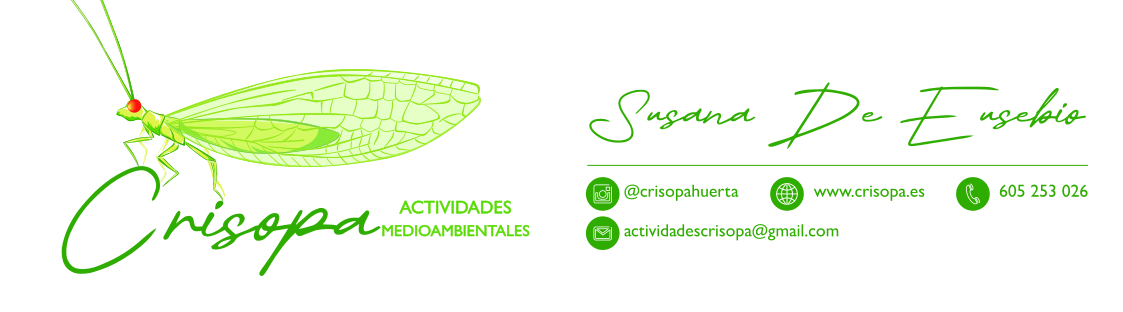 Crisopa
ACTIVIDADES
MEDIOAMBIENTALES
Susana De Eusebio
@crisopahuerta www.crisopa.es 605 253 026
actividadescrisopa@gmail.com